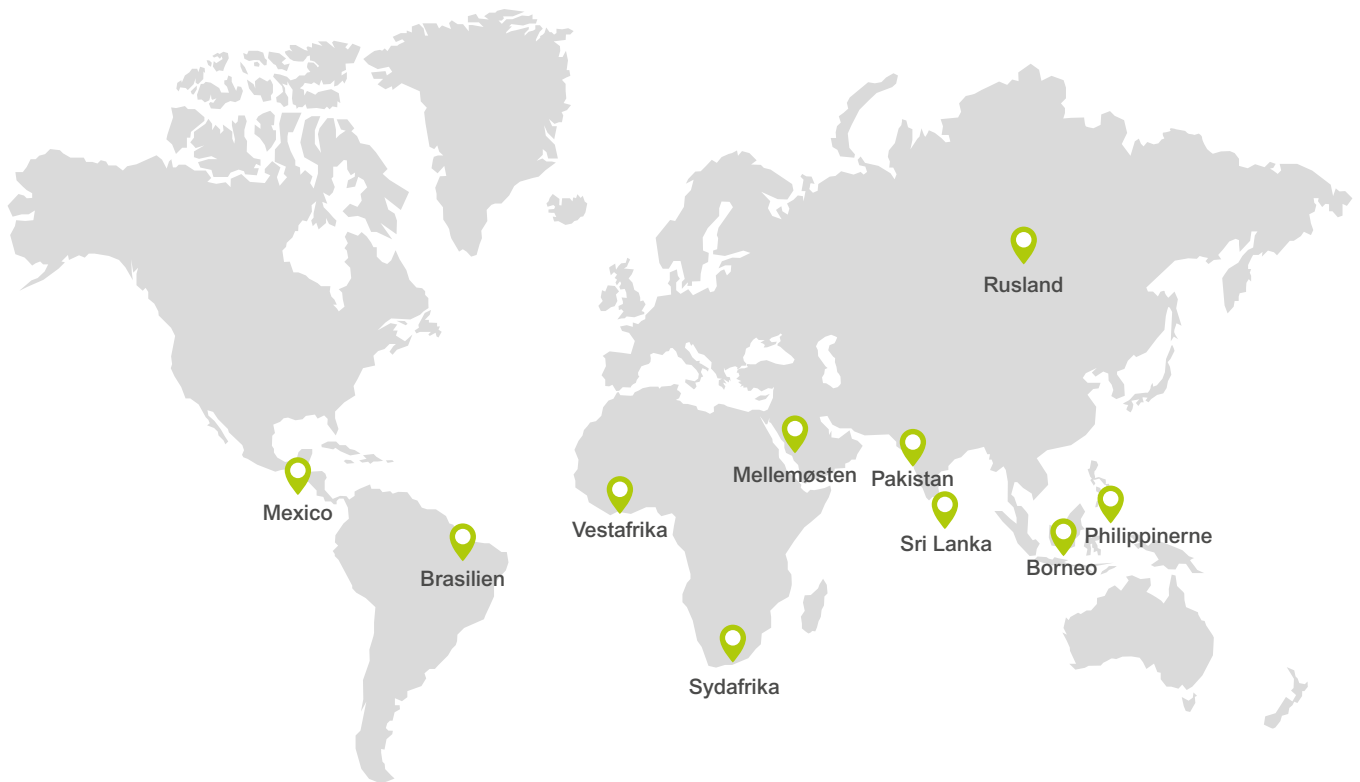 Rusland
Mellemøsten
Pakistan
Mexico
Vestafrika
Sri Lanka
Philippinerne
Borneo
Brasilien
Sydafrika